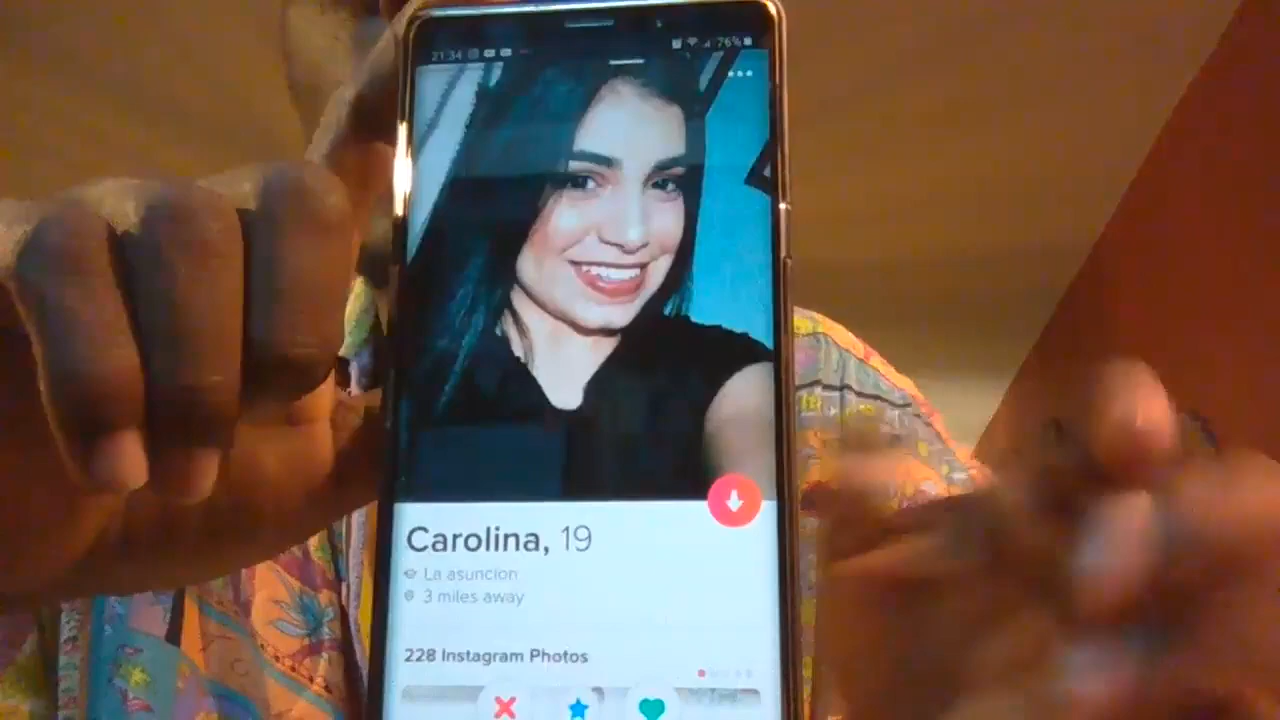 21:34 76%
Carolina, 19
La asuncion
3 miles away
228 Instagram Photos